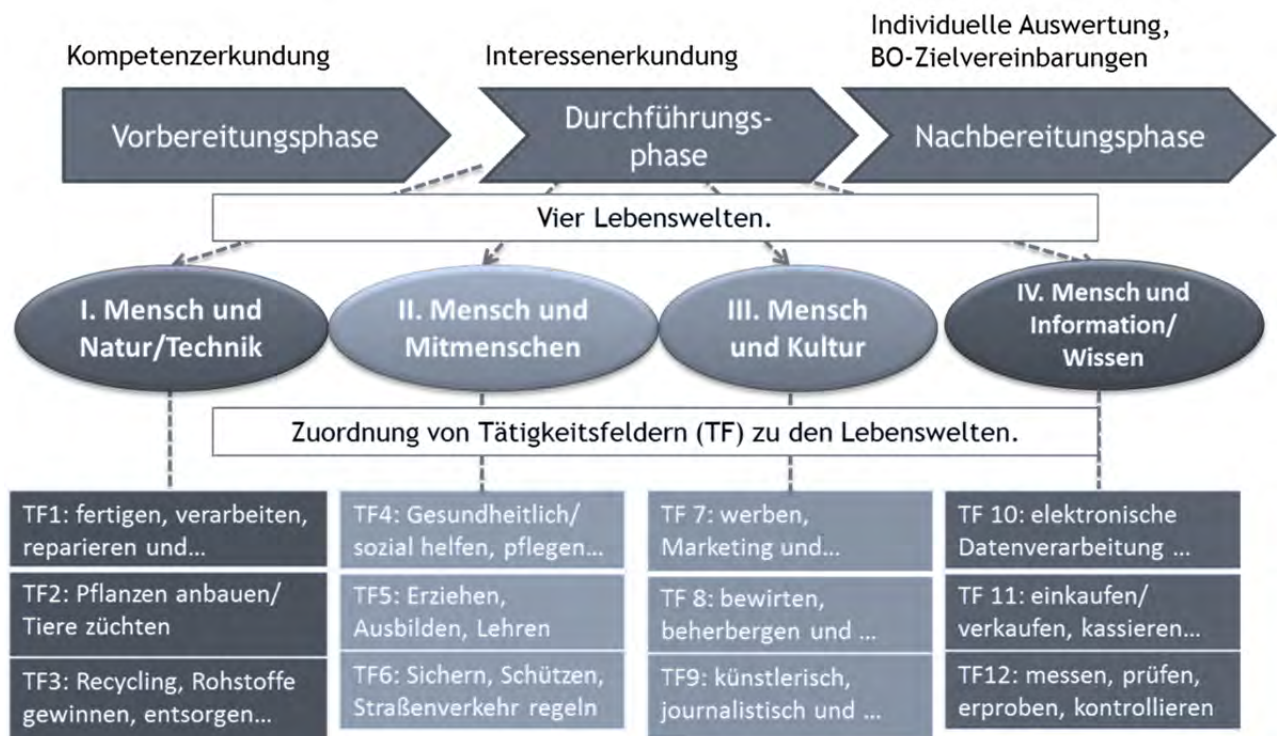 Kompetenzerkundung
Interessenerkundung
Individuelle Auswertung,
BO-Zielvereinbarungen
Vorbereitungsphase
Durchführungs-
phase
Nachbereitungsphase
Vier Lebenswelten.
I. Mensch und
Natur/Technik
II. Mensch und
Mitmenschen
III. Mensch
und Kultur
IV. Mensch und
Information/
Wissen
Zuordnung von Tätigkeitsfeldern (TF) zu den Lebenswelten.
TF1: fertigen, verarbeiten,
reparieren und...
TF2: Pflanzen anbauen/
Tiere züchten
TF3: Recycling, Rohstoffe
gewinnen, entsorgen...
TF4: Gesundheitlich/
sozial helfen, pflegen...
TF5: Erziehen,
Ausbilden, Lehren
TF6: Sichern, Schützen,
Straßenverkehr regeln
TF 7: werben,
Marketing und...
TF 8: bewirten,
beherbergen und ...
TF9: künstlerisch,
journalistisch und ...
TF 10: elektronische
Datenverarbeitung ...
TF 11: einkaufen/
verkaufen, kassieren...
TF12: messen, prüfen,
erproben, kontrollieren